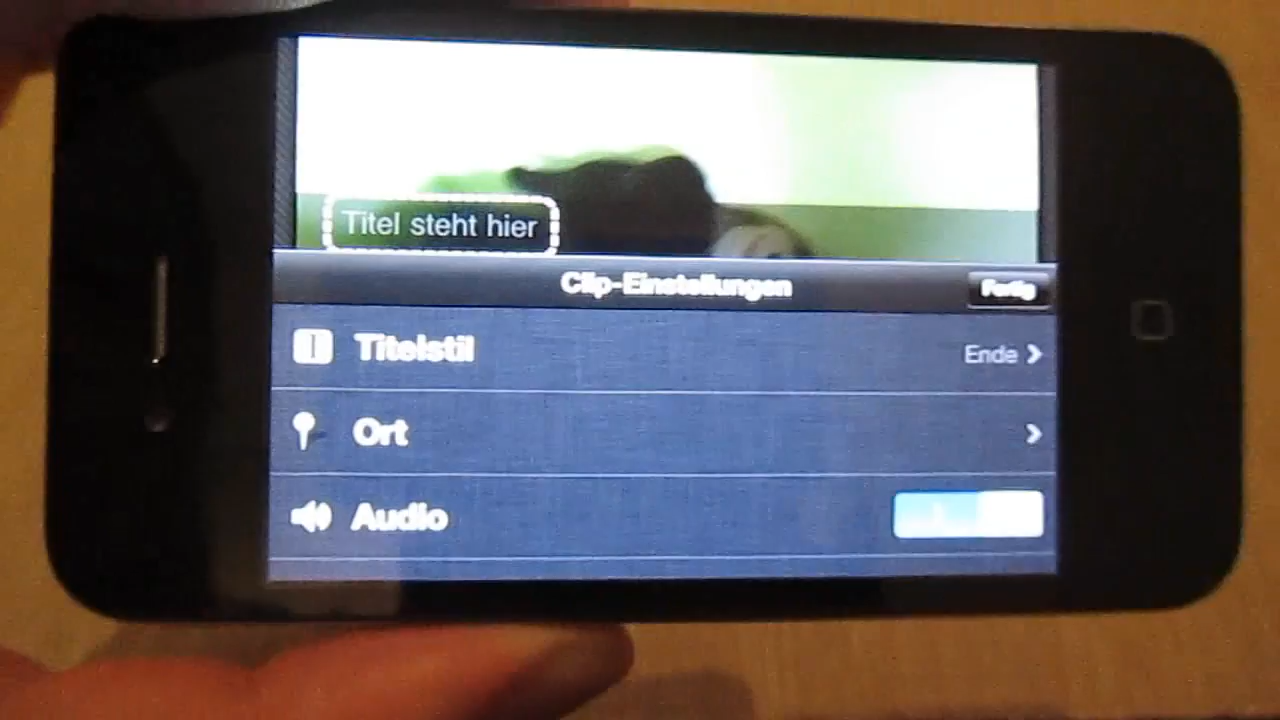 Titel steht hier
Clip-Einstellungen
Fertig
Titelstil
Ende
Ort
Audio